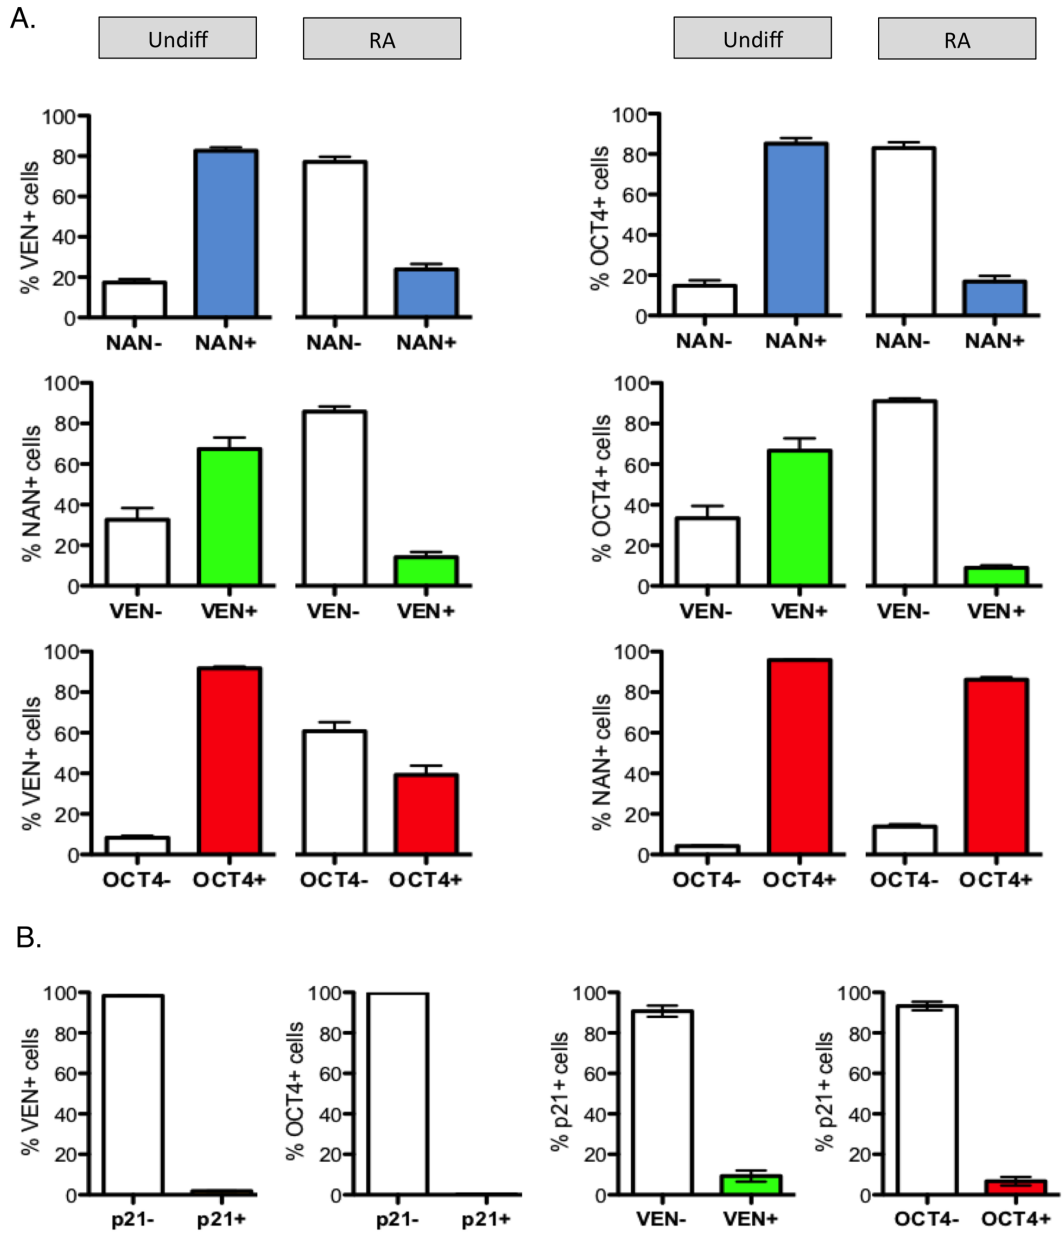 A.
Undiff RA Undiff RA
% VEN+ cells
100
80
60
40
20
0
NAN- NAN+ NAN- NAN+
% OCT4+ cells
100
80
60
40
20
0
NAN- NAN+ NAN- NAN+
% NAN+ cells
100
80
60
40
20
0
VEN- VEN+ VEN- VEN+
% OCT4+ cells
100
80
60
40
20
0
VEN- VEN+ VEN- VEN+
% VEN+ cells
100
80
60
40
20
0
OCT4- OCT4+ OCT4- OCT4+
% NAN+ cells
100
80
60
40
20
0
OCT4- OCT4+ OCT4- OCT4+
B.
% VEN+ cells
100
80
60
40
20
0
p21- p21+
% OCT4+ cells
100
80
60
40
20
0
p21- p21+
% p21+ cells
100
80
60
40
20
0
VEN- VEN+
% p21+ cells
100
80
60
40
20
0
OCT4- OCT4+